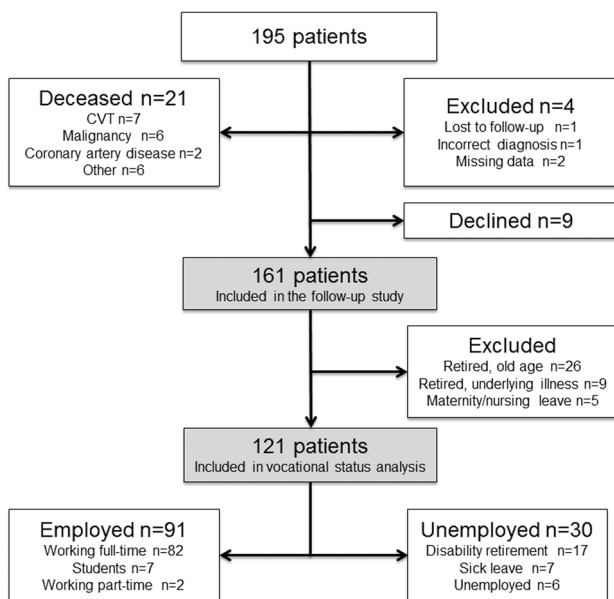 195 patients
Deceased n=21
CVT n=7
Malignancy n=6
Coronary artery disease n=2
Other n=6
Excluded n=4
Lost to follow-up n=1
Incorrect diagnosis n=1
Missing data n=2
Declined n=9
161 patients
Included in the follow-up study
Excluded
Retired, old age n=26
Retired, underlying illness n=9
Maternity/nursing leave n=5
121 patients
Included in vocational status analysis
Employed n=91
Working full-time n=82
Students n=7
Working part-time n=2
Unemployed n=30
Disability retirement n=17
Sick leave n=7
Unemployed n=6